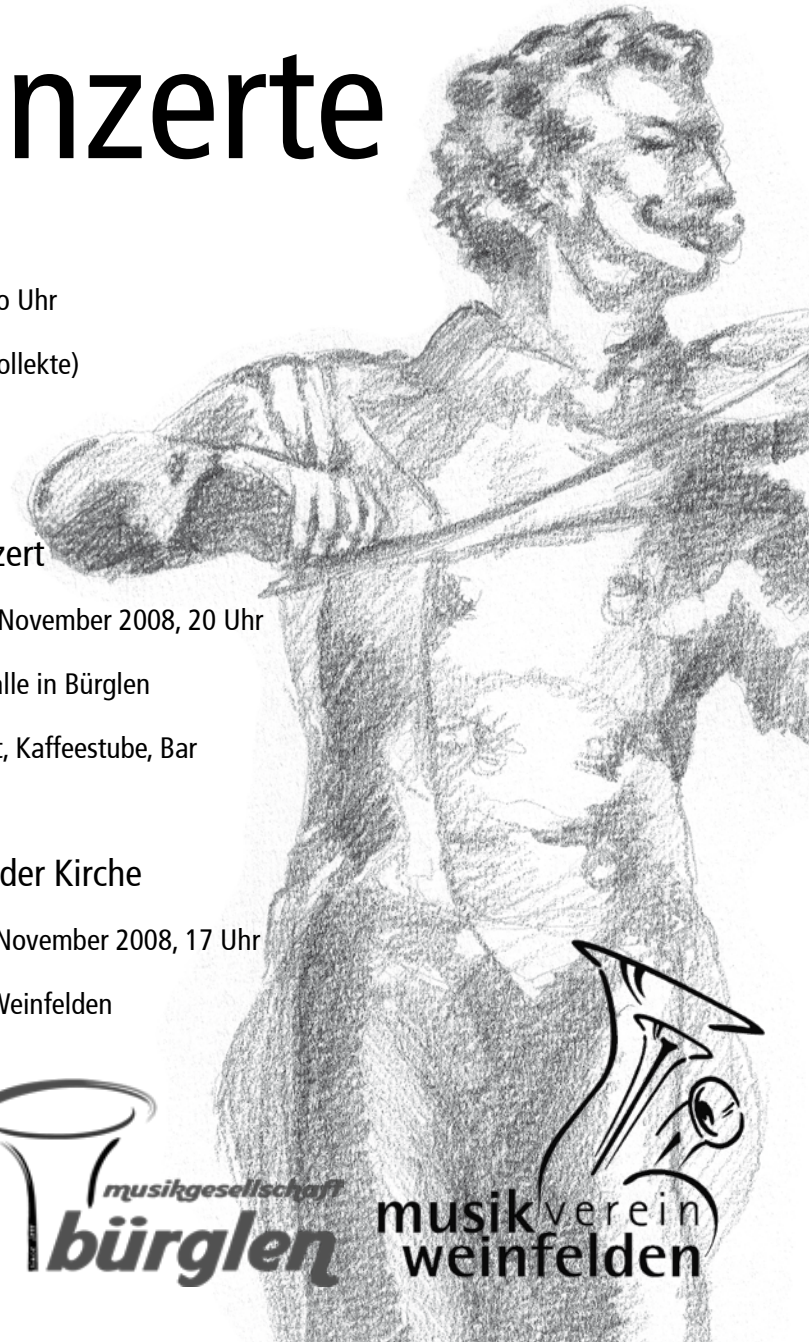 nzerte
o Uhr
ollekte)
zert
November 2008, 20 Uhr
alle in Bürglen
t, Kaffeestube, Bar
der Kirche
November 2008, 17 Uhr
Weinfelden
musikgesellschaft
bürglen
musikverein
weinfelden